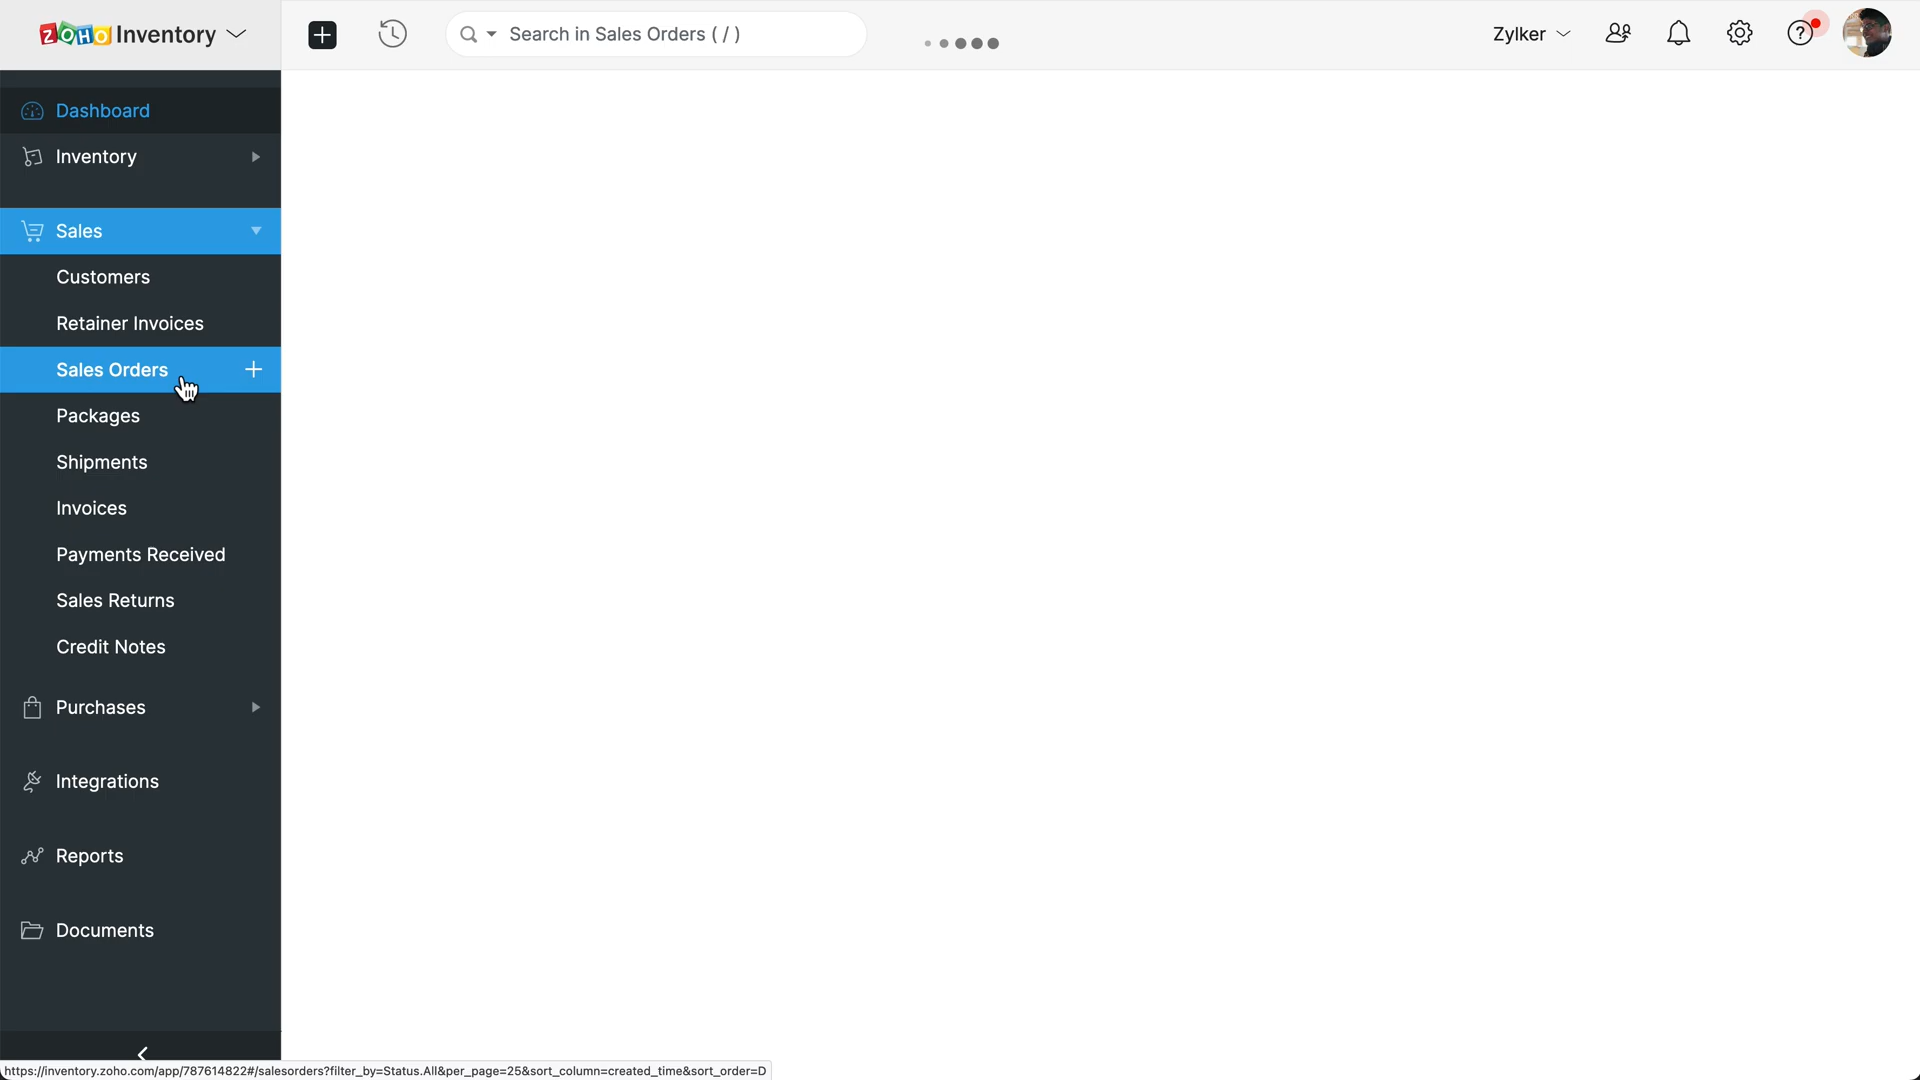 ZOHO Inventory
Search in Sales Orders ( / )
Zylker
Dashboard
Inventory
Sales
Customers
Retainer Invoices
Sales Orders
Packages
Shipments
Invoices
Payments Received
Sales Returns
Credit Notes
Purchases
Integrations
Reports
Documents
https://inventory.zoho.com/app/787614822#/salesorders?filter_by=Status.All&per_page=25&sort_column=created_time&sort_order=D